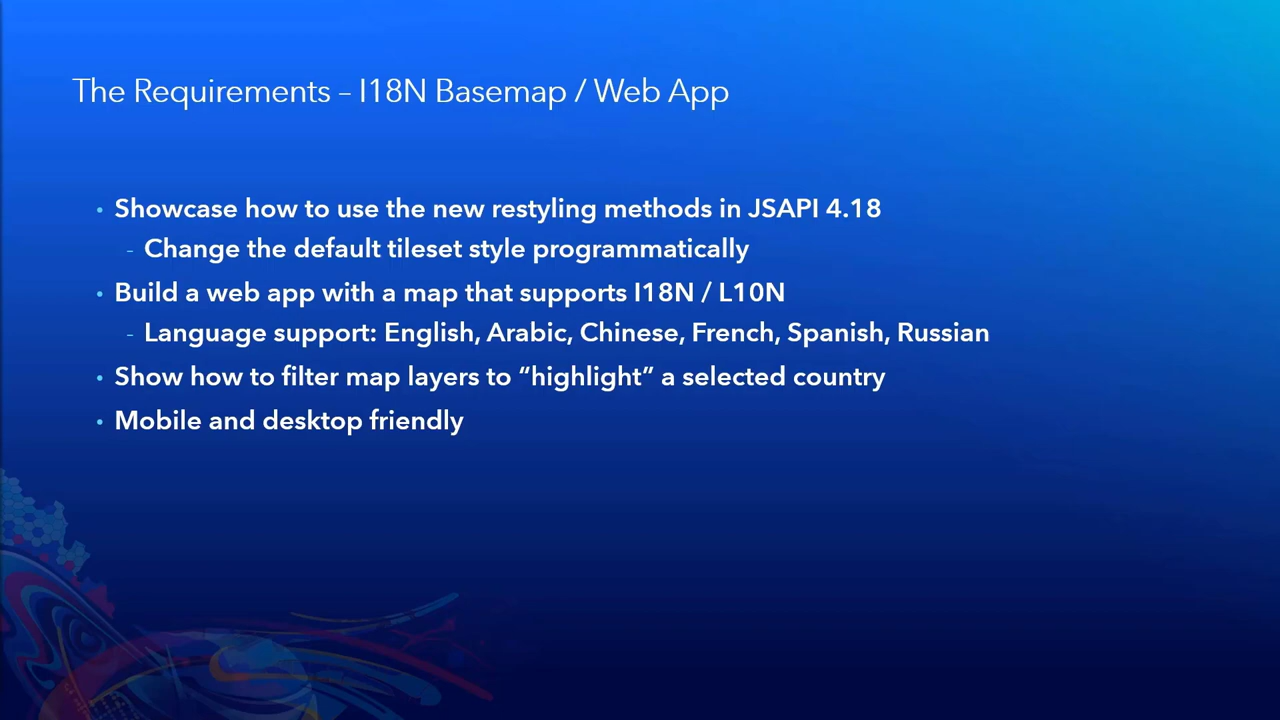 The Requirements – I18N Basemap / Web App
• Showcase how to use the new restyling methods in JSAPI 4.18
- Change the default tileset style programmatically
• Build a web app with a map that supports I18N / L10N
- Language support: English, Arabic, Chinese, French, Spanish, Russian
• Show how to filter map layers to “highlight” a selected country
• Mobile and desktop friendly